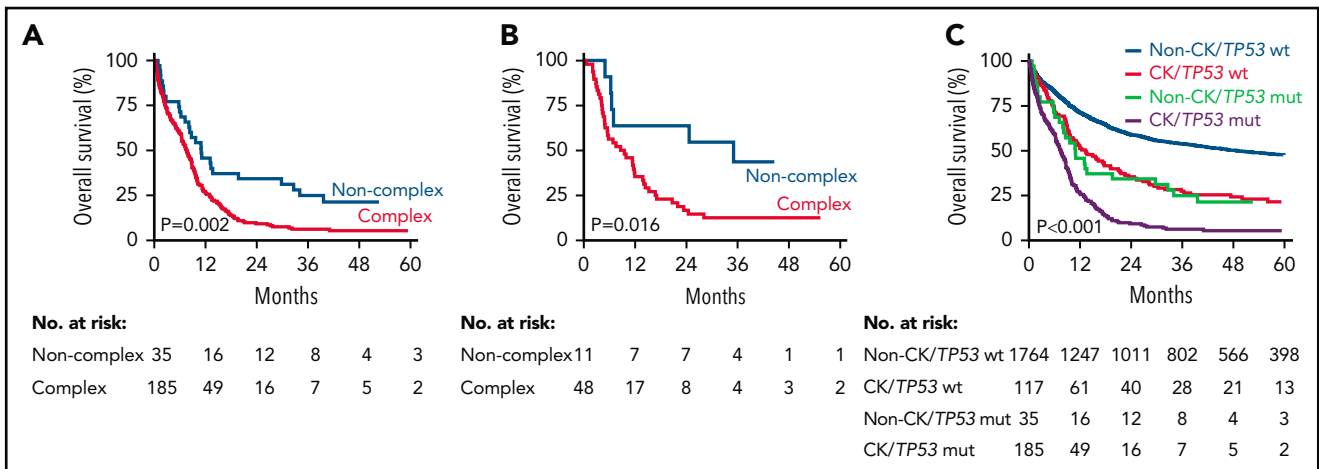 A
Overall survival (%)
100
75
50
25
0
Non-complex
Complex
P=0.002
0 12 24 36 48 60
Months
No. at risk:
Non-complex 35 16 12 8 4 3
Complex 185 49 16 7 5 2
B
Overall survival (%)
100
75
50
25
0
Non-complex
Complex
P=0.016
0 12 24 36 48 60
Months
No. at risk:
Non-complex 11 7 7 4 1 1
Complex 48 17 8 4 3 2
C
Overall survival (%)
100
75
50
25
0
Non-CK/TP53 wt
CK/TP53 wt
Non-CK/TP53 mut
CK/TP53 mut
P<0.001
0 12 24 36 48 60
Months
No. at risk:
Non-CK/TP53 wt 1764 1247 1011 802 566 398
CK/TP53 wt 117 61 40 28 21 13
Non-CK/TP53 mut 35 16 12 8 4 3
CK/TP53 mut 185 49 16 7 5 2